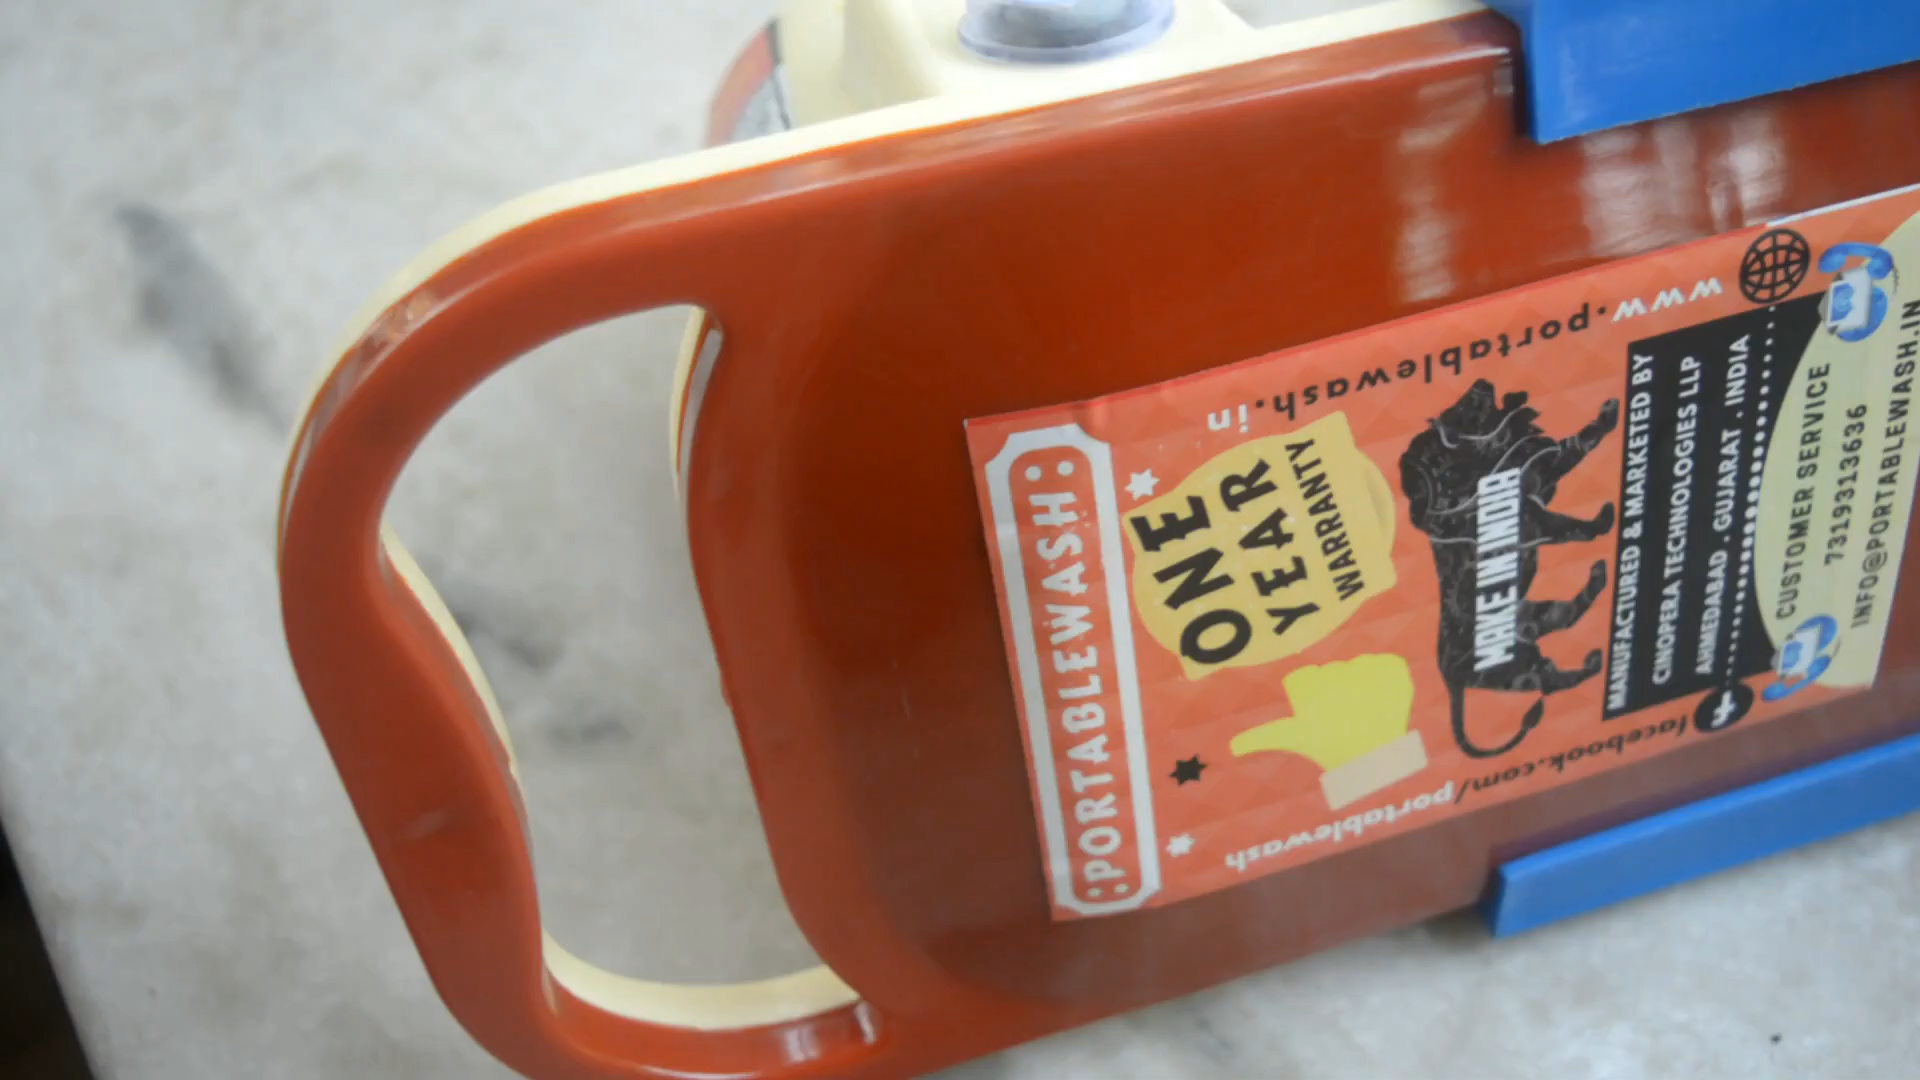 :PORTABLEWASH:
www.portablewash.in
ONE
YEAR
WARRANTY
MAKE IN INDIA
MANUFACTURED & MARKETED BY
CINOPERA TECHNOLOGIES LLP
AHMEDABAD . GUJARAT . INDIA
CUSTOMER SERVICE
7319313636
INFO@PORTABLEWASH.IN
facebook.com/portablewash